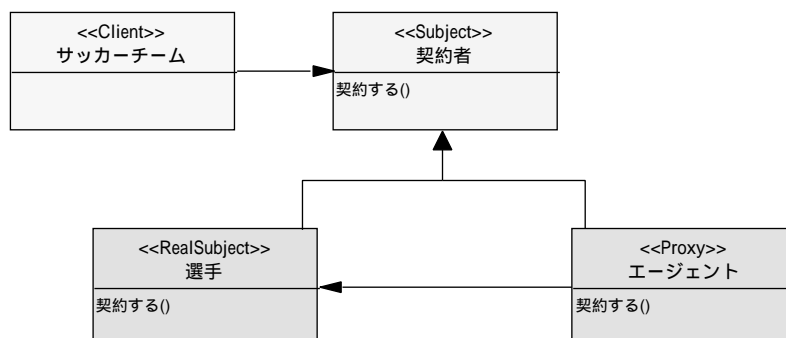 <<Client>>
サッカーチーム
<<Subject>>
契約者
契約する()
<<RealSubject>>
選手
契約する()
<<Proxy>>
エージェント
契約する()